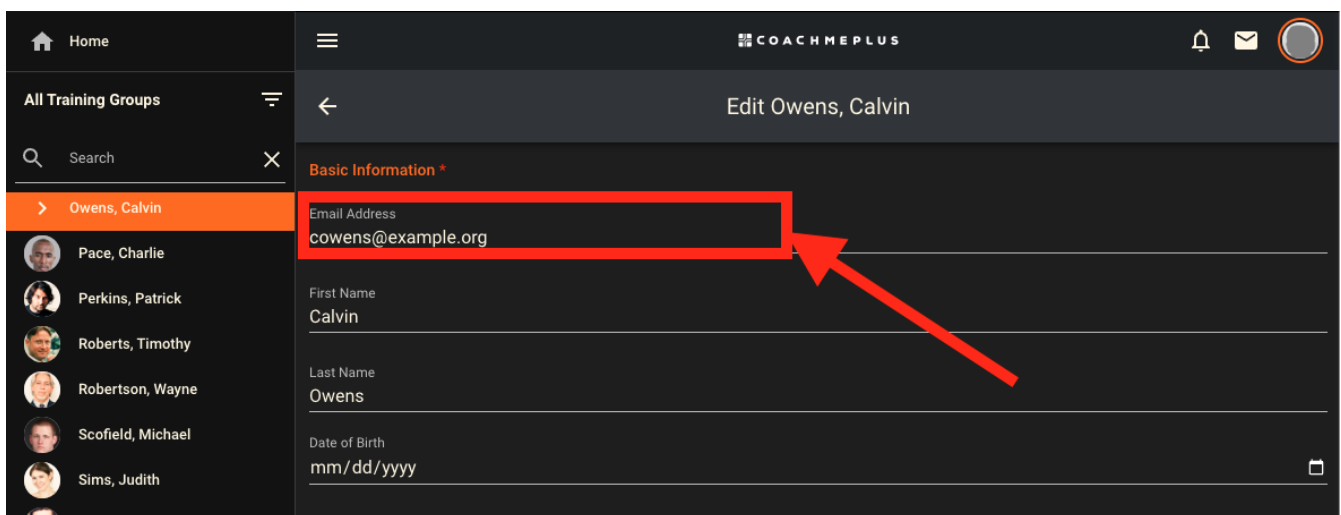 Home
COACHMEPLUS
All Training Groups
Edit Owens, Calvin
Search
Owens, Calvin
Pace, Charlie
Perkins, Patrick
Roberts, Timothy
Robertson, Wayne
Scofield, Michael
Sims, Judith
Basic Information *
Email Address
cowens@example.org
First Name
Calvin
Last Name
Owens
Date of Birth
mm/dd/yyyy